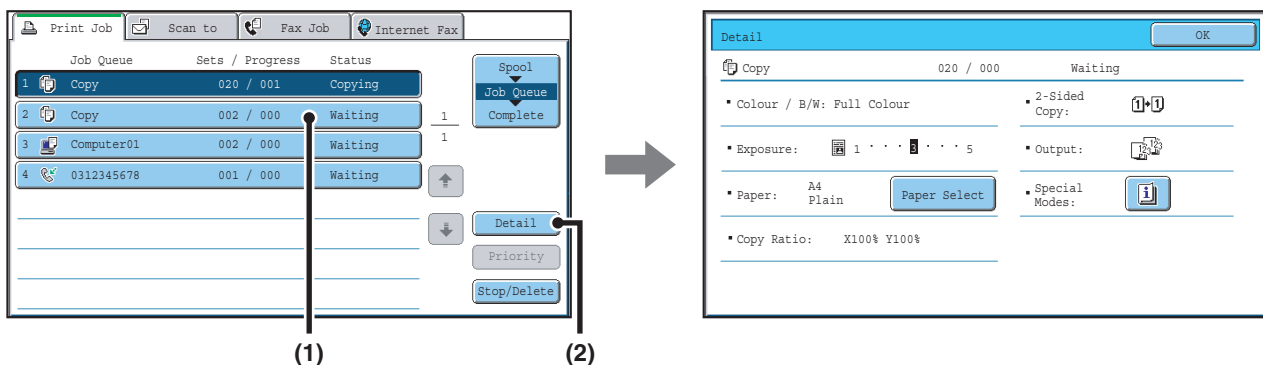 Print Job Scan to Fax Job Internet Fax
Job Queue Sets / Progress Status
1 Copy 020 / 001 Copying
2 Copy 002 / 000 Waiting
3 Computer01 002 / 000 Waiting
4 0312345678 001 / 000 Waiting
1
1
Spool
Job Queue
Complete
Detail
Priority
Stop/Delete
(1) (2)
Detail OK
Copy 020 / 000 Waiting
▪ Colour / B/W: Full Colour
▪ Exposure: 1 · · · 3 · · · 5
▪ Paper: A4
Plain
Paper Select
▪ Copy Ratio: X100% Y100%
▪ 2-Sided
Copy:
1 1
▪ Output:
▪ Special
Modes: